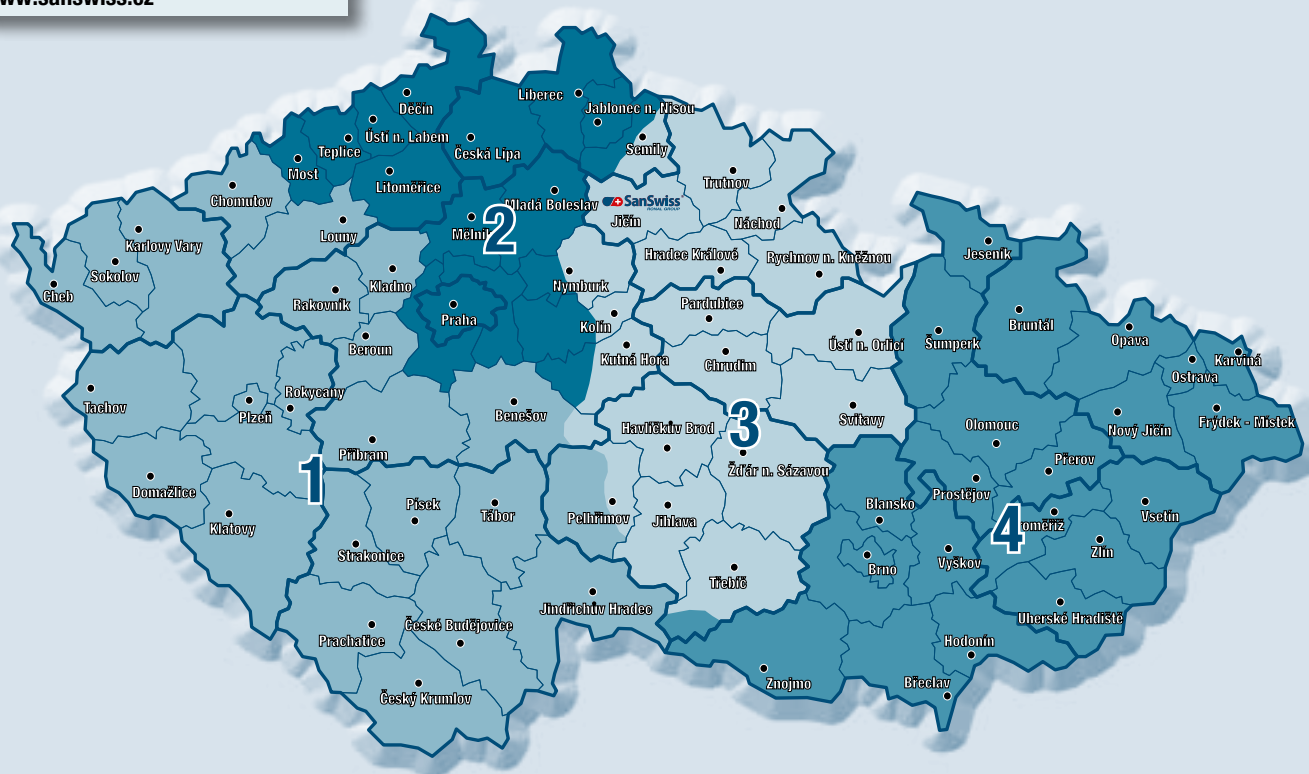 www.sanswiss.cz
Děčín
Liberec
Jablonec n. Nisou
Ústí n. Labem
Teplice
Česká Lípa
Semily
Most
Litoměřice
Trutnov
Chomutov
Mladá Boleslav
SanSwiss
RONAL GROUP
Jičín
Náchod
Louny
Mělník
2
Karlovy Vary
Hradec Králové
Rychnov n. Kněžnou
Jeseník
Sokolov
Kladno
Nymburk
Cheb
Rakovník
Pardubice
Praha
Kolín
Bruntál
Beroun
Ústí n. Orlicí
Šumperk
Opava
Kutná Hora
Chrudim
Karviná
Ostrava
Rokycany
Tachov
Plzeň
Benešov
Svitavy
Havlíčkův Brod
3
Olomouc
Nový Jičín
Frýdek - Místek
Příbram
Žďár n. Sázavou
Přerov
1
Domažlice
Prostějov
Písek
Tábor
Pelhřimov
Jihlava
Blansko
Vsetín
Klatovy
4
oměříž
Strakonice
Zlín
Vyškov
Brno
Třebíč
Jindřichův Hradec
Uherské Hradiště
České Budějovice
Prachatice
Hodonín
Znojmo
Břeclav
Český Krumlov